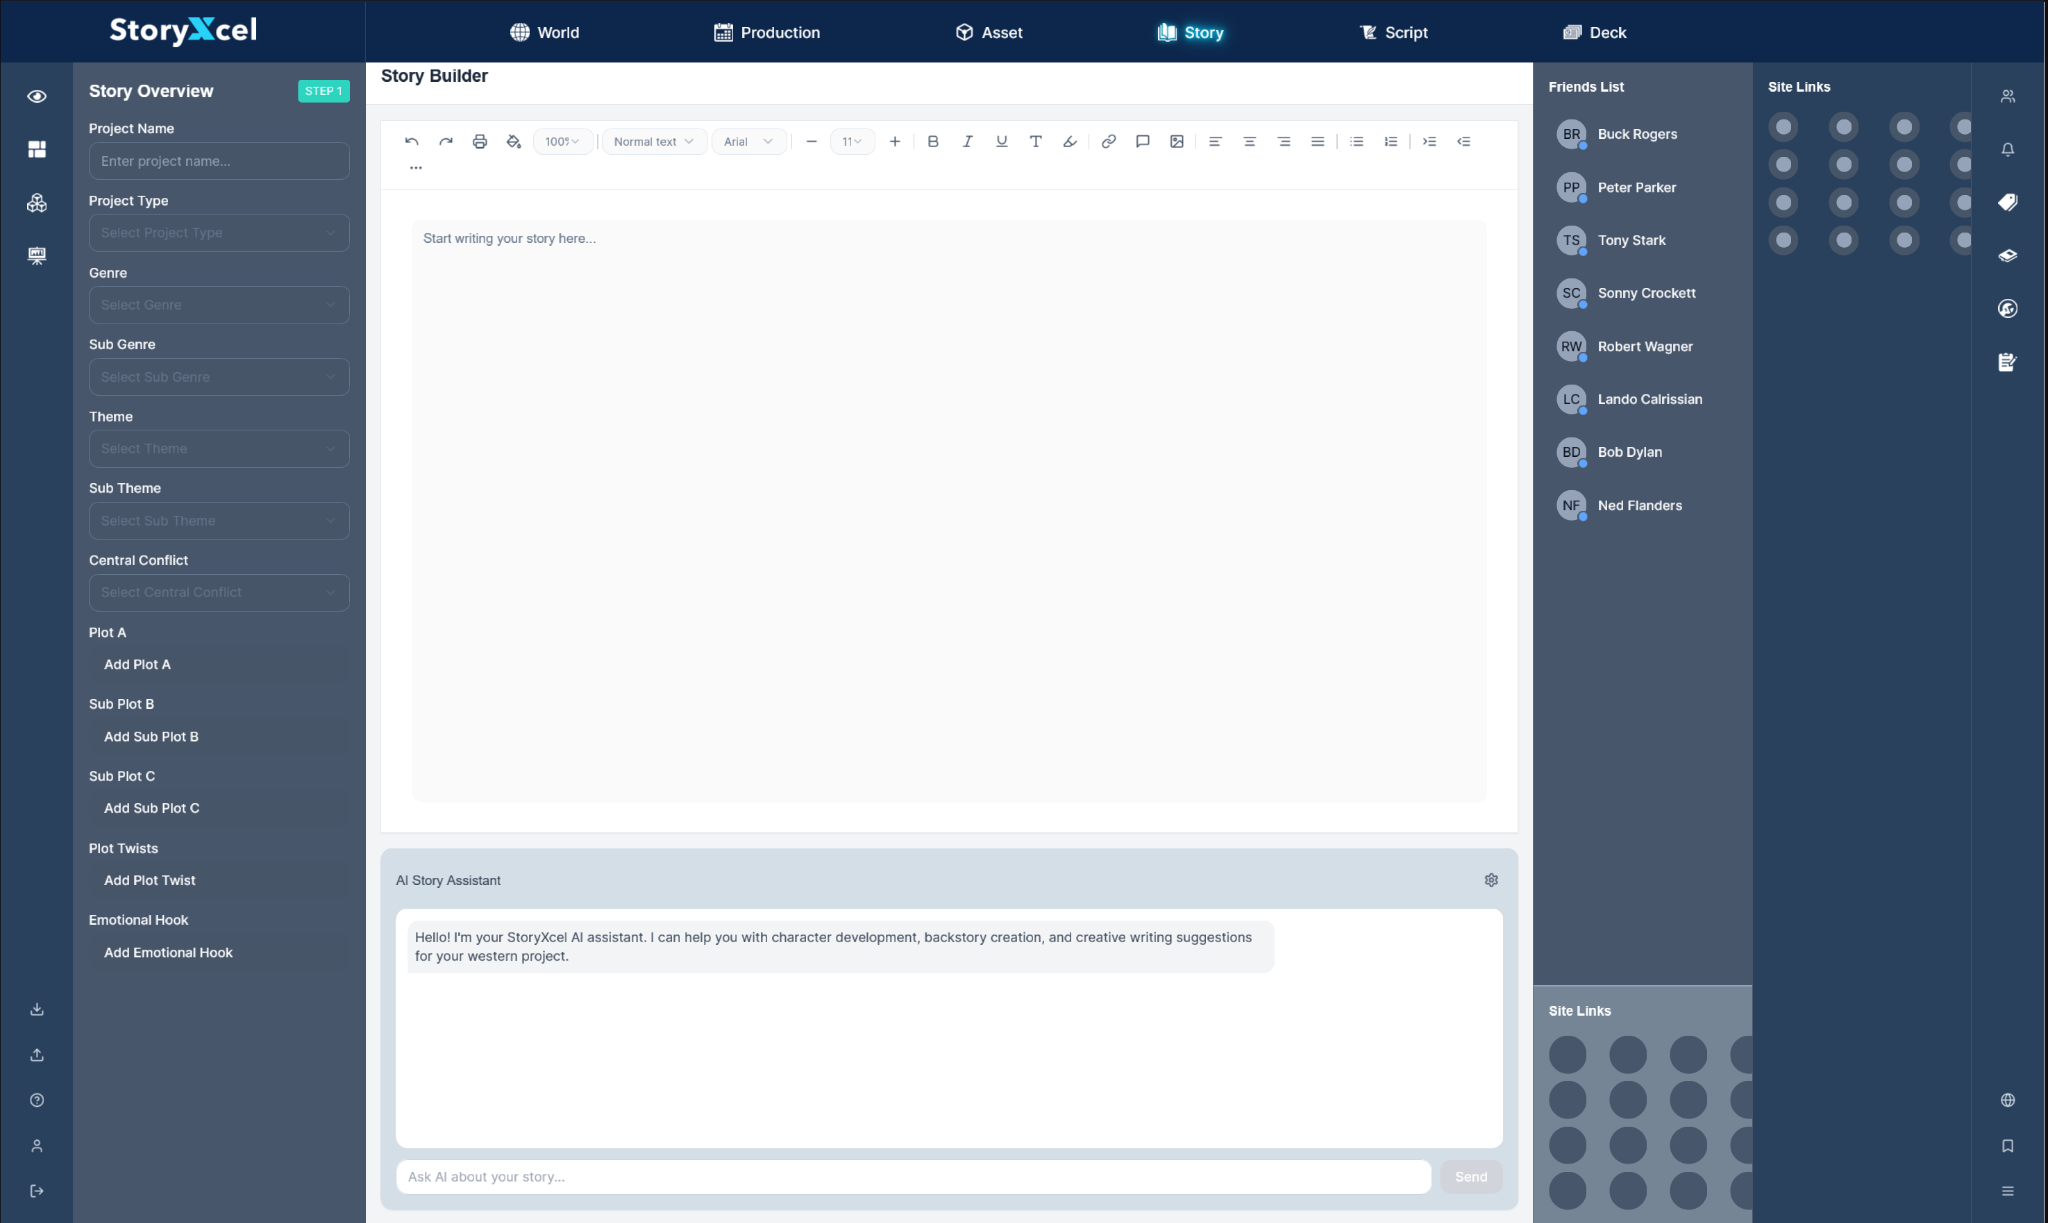 StoryXcel
World
Production
Asset
Story
Script
Deck
Story Overview
STEP 1
Project Name
Enter project name...
Project Type
Select Project Type
Genre
Select Genre
Sub Genre
Select Sub Genre
Theme
Select Theme
Sub Theme
Select Sub Theme
Central Conflict
Select Central Conflict
Plot A
Add Plot A
Sub Plot B
Add Sub Plot B
Sub Plot C
Add Sub Plot C
Plot Twists
Add Plot Twist
Emotional Hook
Add Emotional Hook
Story Builder
100%
Normal text
Arial
11
Start writing your story here...
AI Story Assistant
Hello! I'm your StoryXcel AI assistant. I can help you with character development, backstory creation, and creative writing suggestions
for your western project.
Ask AI about your story...
Send
Friends List
BR Buck Rogers
PP Peter Parker
TS Tony Stark
SC Sonny Crockett
RW Robert Wagner
LC Lando Calrissian
BD Bob Dylan
NF Ned Flanders
Site Links
Site Links